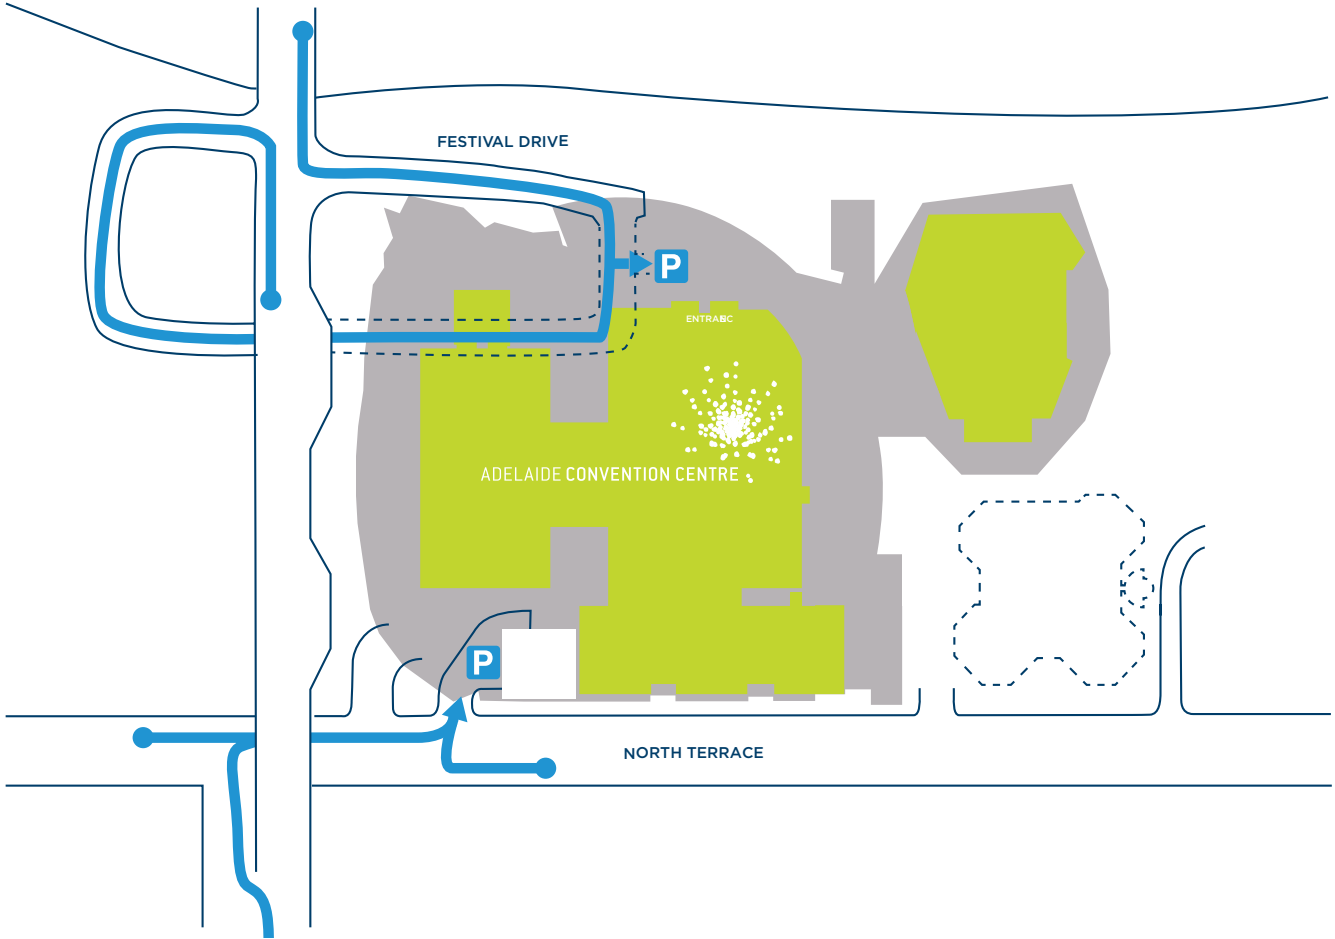 FESTIVAL DRIVE
P
ADELAIDE CONVENTION CENTRE
P
NORTH TERRACE